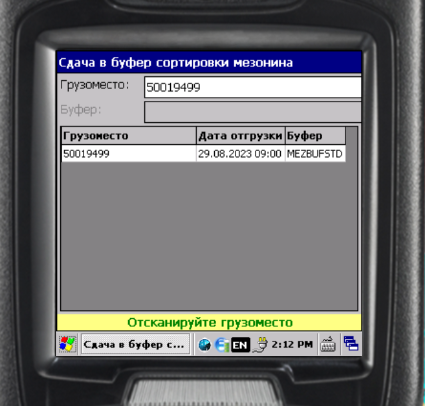 Сдача в буфер сортировки мезонина
Грузоместо: 50019499
Буфер:
Грузоместо Дата отгрузки Буфер
50019499 29.08.2023 09:00 MEZBUFSTD
Отсканируйте грузоместо
Сдача в буфер с... EN 2:12 PM